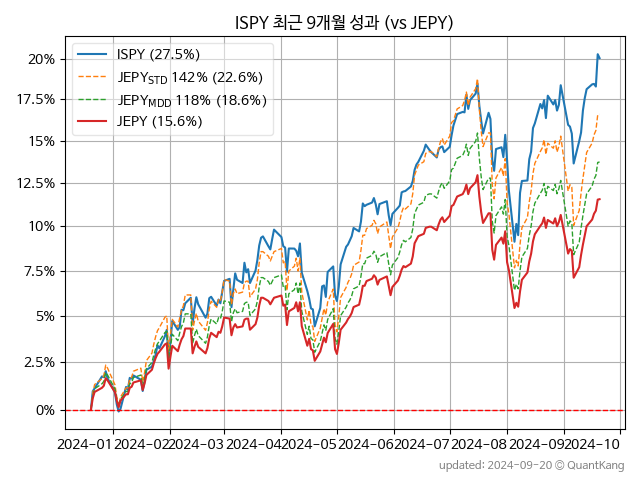 ISPY 최근 9개월 성과 (vs JEPY)
ISPY (27.5%)
JEPY_STD 142% (22.6%)
JEPY_MDD 118% (18.6%)
JEPY (15.6%)
20%
17.5%
15%
12.5%
10%
7.5%
5%
2.5%
0%
2024-01 2024-02 2024-03 2024-04 2024-05 2024-06 2024-07 2024-08 2024-09 2024-10
updated: 2024-09-20 @ QuantKang